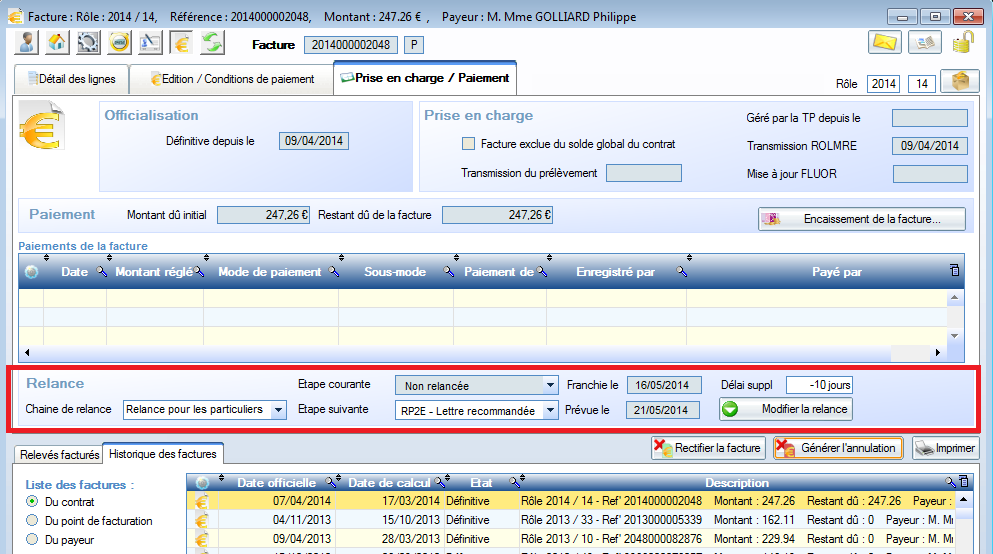 Facture : Rôle : 2014 / 14,   Référence : 2014000002048,   Montant : 247.26 € ,   Payeur : M. Mme GOLLIARD Philippe
Facture 2014000002048 P
Détail des lignes Edition / Conditions de paiement Prise en charge / Paiement Rôle 2014 14
Officialisation
Définitive depuis le 09/04/2014
Prise en charge
Facture exclue du solde global du contrat
Transmission du prélèvement
Géré par la TP depuis le
Transmission ROLMRE 09/04/2014
Mise à jour FLUOR
Paiement Montant dû initial 247,26 € Restant dû de la facture 247,26 € Encaissement de la facture...
Paiements de la facture
Date Montant réglé Mode de paiement Sous-mode Paiement de Enregistré par Payé par
Relance Etape courante Non relancée Franchie le 16/05/2014 Délai suppl -10 jours
Chaine de relance Relance pour les particuliers Etape suivante RP2E - Lettre recommandée Prévue le 21/05/2014 Modifier la relance
Relevés facturés Historique des factures Rectifier la facture Générer l'annulation Imprimer
Liste des factures :
Du contrat
Du point de facturation
Du payeur
Date officielle Date de calcul Etat Description
07/04/2014 17/03/2014 Définitive Rôle 2014 / 14 - Ref' 2014000002048 Montant : 247.26 Restant dû : 247.26 Payeur :
04/11/2013 15/10/2013 Définitive Rôle 2013 / 33 - Ref' 2013000005339 Montant : 162.11 Restant dû : 0 Payeur : M.
09/04/2013 28/03/2013 Définitive Rôle 2013 / 10 - Ref' 2048000082876 Montant : 229.94 Restant dû : 0 Payeur : M.